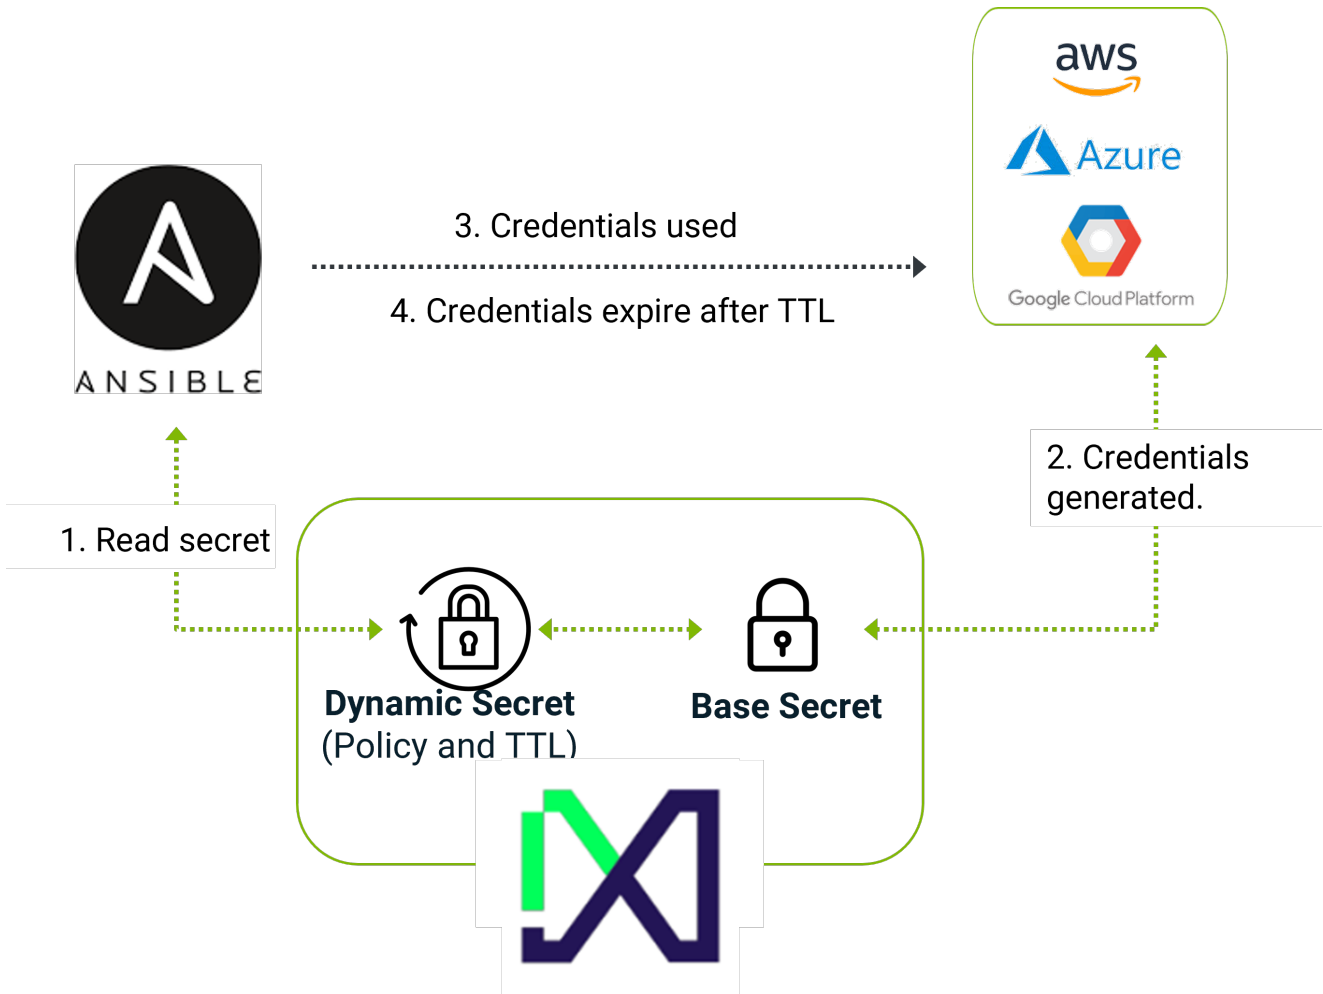 aws
Azure
Google Cloud Platform
ANSIBLE
3. Credentials used
4. Credentials expire after TTL
1. Read secret
2. Credentials
generated.
Dynamic Secret
(Policy and TTL)
Base Secret